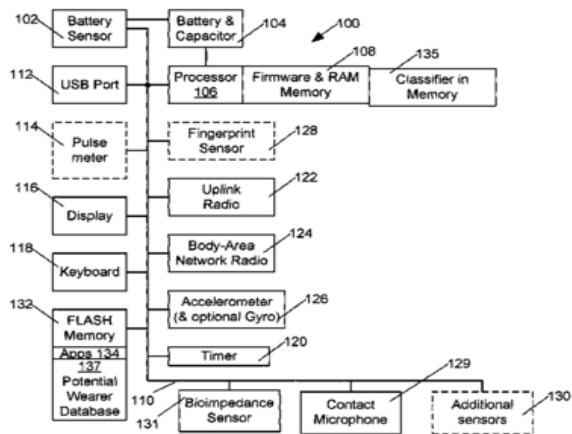 102
Battery
Sensor
Battery &
Capacitor
104
100
112
USB Port
Processor
106
Firmware & RAM
Memory
108
135
Classifier in
Memory
114
Pulse
meter
Fingerprint
Sensor
128
116
Display
Uplink
Radio
122
118
Keyboard
Body-Area
Network Radio
124
132
FLASH
Memory
Apps 134
137
Potential
Wearer
Database
Accelerometer
(& optional Gyro)
126
Timer
120
110
131
Bioimpedance
Sensor
129
Contact
Microphone
130
Additional
sensors